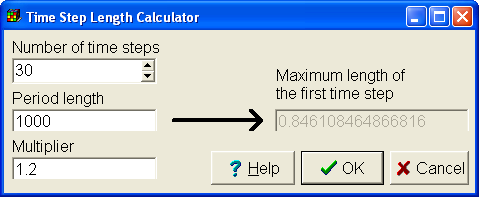 Time Step Length Calculator
Number of time steps
30
Period length
1000
Multiplier
1.2
Maximum length of
the first time step
0.846108464866816
Help
OK
Cancel